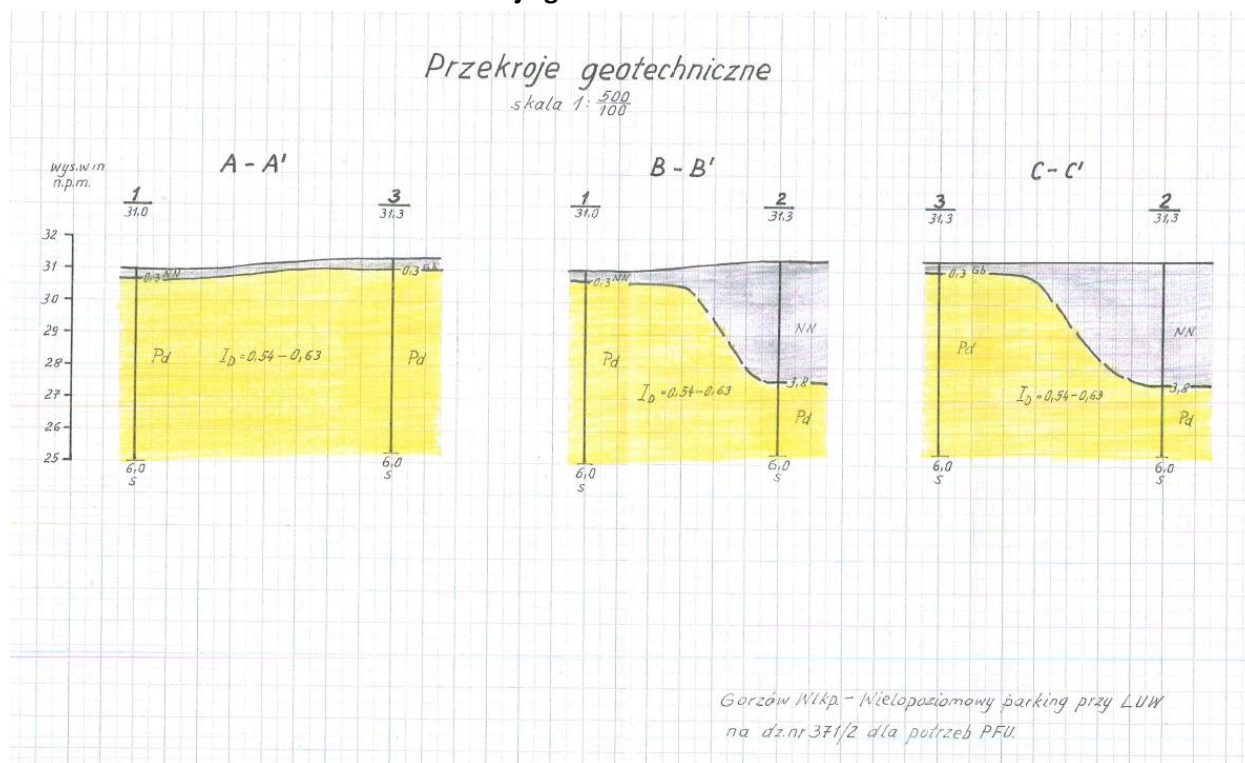 Przekroje geotechniczne
skala 1: 500/100
wys. w m
n.p.m.
A - A'
1
31,0
3
31,3
32
31
30
29
28
27
26
25
0,3 NN
0,3 Gb
Pd
I_D = 0,54 - 0,63
Pd
6,0
s
6,0
s
B - B'
1
31,0
2
31,3
0,3 NN
NN
Pd
I_D = 0,54-0,63
3,8
Pd
6,0
s
6,0
s
C - C'
3
31,3
2
31,3
0,3 Gb
NN
Pd
I_D = 0,54-0,63
3,8
Pd
6,0
s
6,0
s
Gorzów Wlkp. - Wielopoziomowy parking przy LUW
na dz.nr 371/2 dla potrzeb PFU.